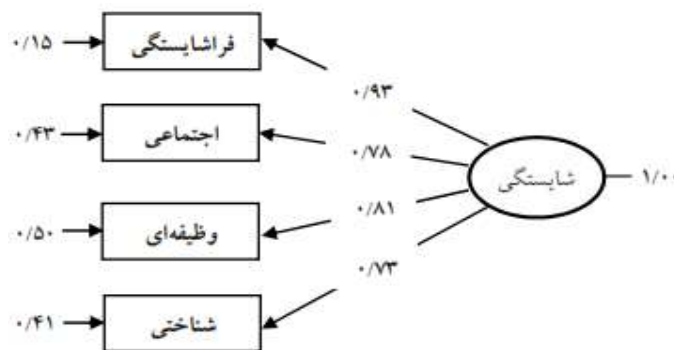 فراشایستگی
۰/۱۵
۰/۹۳
اجتماعی
۰/۴۳
۰/۷۸
شایستگی
۱/۰۰
۰/۸۱
وظیفه‌ای
۰/۵۰
۰/۷۳
شناختی
۰/۴۱